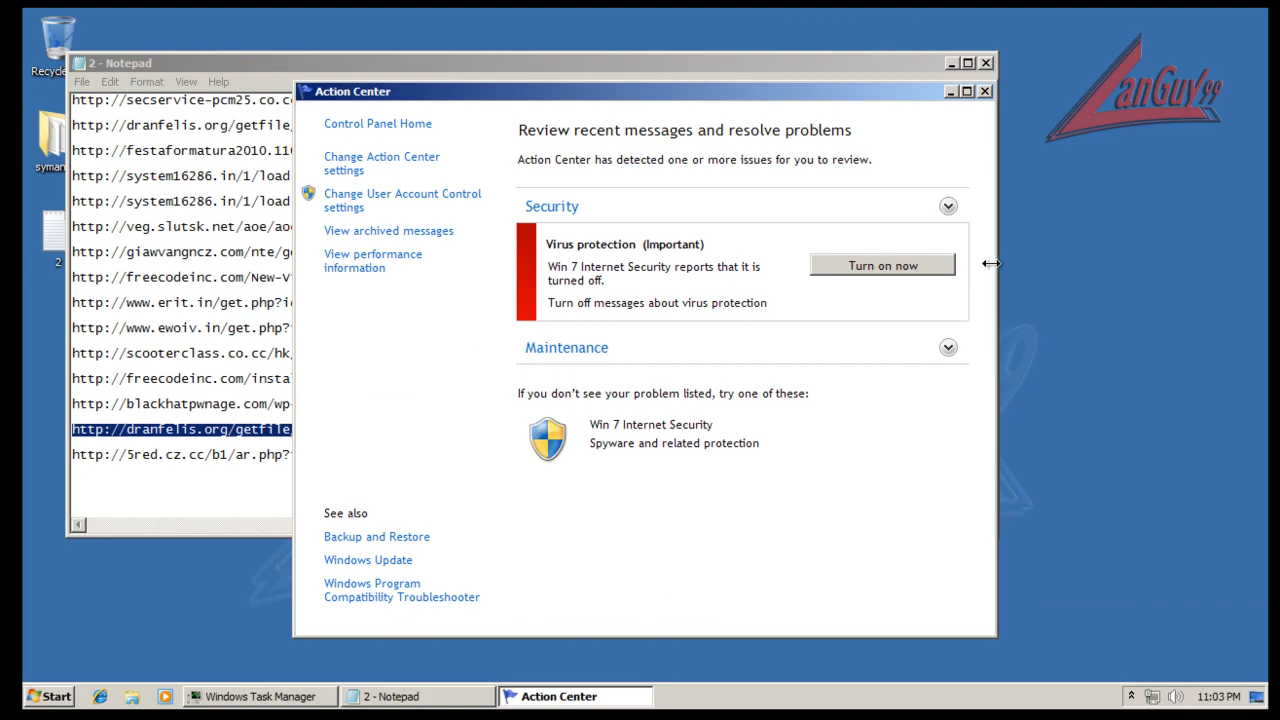 Recycle
2 - Notepad
File Edit Format View Help
http://secservice-pcm25.co.c
http://dranfelis.org/getfile
http://festaformatura2010.11
http://system16286.in/1/load
http://system16286.in/1/load
http://veg.slutsk.net/aoe/ao
http://giawvangncz.com/nte/g
http://freecodeinc.com/New-v
http://www.erit.in/get.php?i
http://www.ewoiv.in/get.php?
http://scooterclass.co.cc/hk
http://freecodeinc.com/insta
http://blackhatpwnage.com/wp
http://dranfelis.org/getfile
http://5red.cz.cc/b1/ar.php?
syman
2
Action Center
Control Panel Home
Change Action Center
settings
Change User Account Control
settings
View archived messages
View performance
information
See also
Backup and Restore
Windows Update
Windows Program
Compatibility Troubleshooter
Review recent messages and resolve problems
Action Center has detected one or more issues for you to review.
Security
Virus protection (Important)
Win 7 Internet Security reports that it is
turned off.
Turn on now
Turn off messages about virus protection
Maintenance
If you don't see your problem listed, try one of these:
Win 7 Internet Security
Spyware and related protection
LanGuy99
Start
Windows Task Manager
2 - Notepad
Action Center
11:03 PM